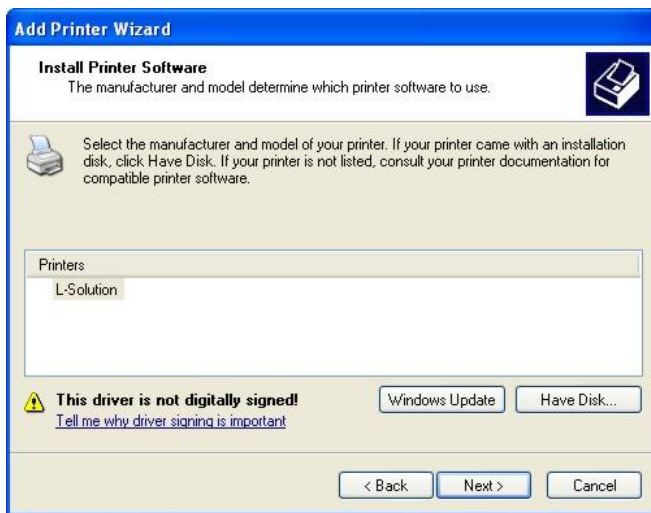 Add Printer Wizard
Install Printer Software
The manufacturer and model determine which printer software to use.
Select the manufacturer and model of your printer. If your printer came with an installation
disk, click Have Disk. If your printer is not listed, consult your printer documentation for
compatible printer software.
Printers
L-Solution
This driver is not digitally signed!
Tell me why driver signing is important
Windows Update
Have Disk...
< Back
Next >
Cancel